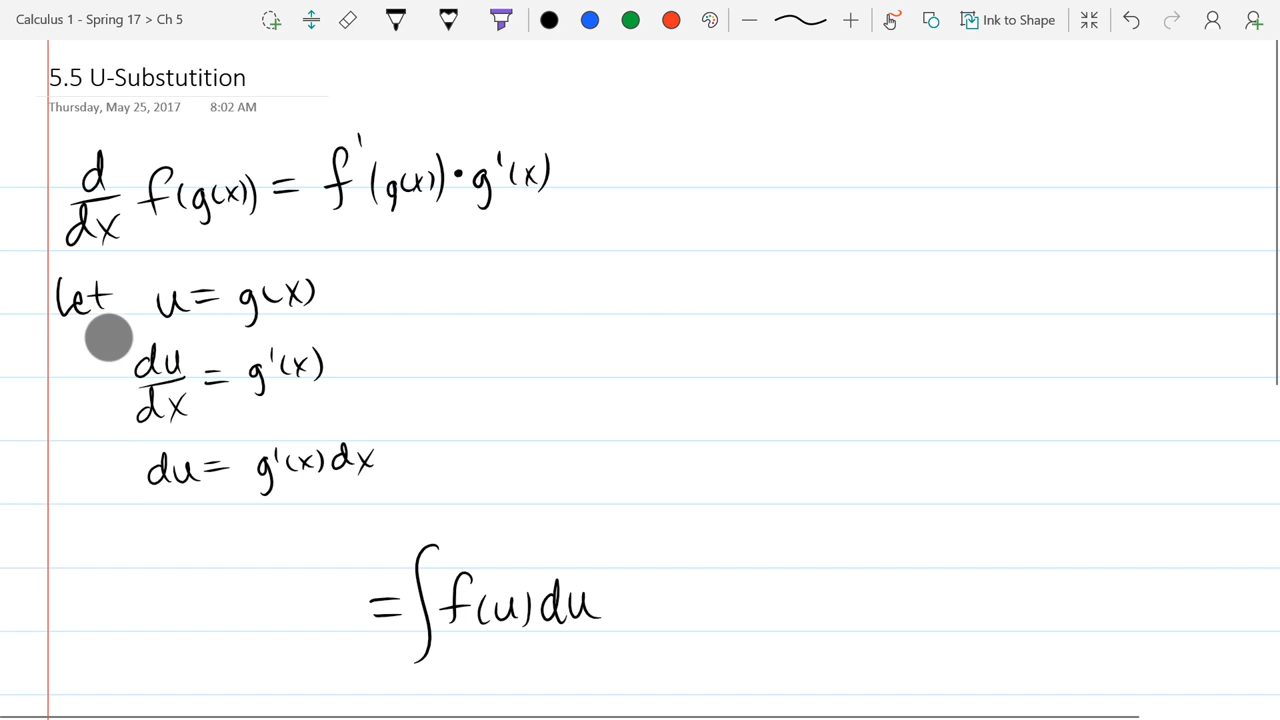 Calculus 1 - Spring 17 > Ch 5
Ink to Shape
5.5 U-Substutition
Thursday, May 25, 2017 8:02 AM
d/dx f(g(x)) = f'(g(x)) • g'(x)
let u = g(x)
du/dx = g'(x)
du = g'(x) dx
= ∫ f(u) du